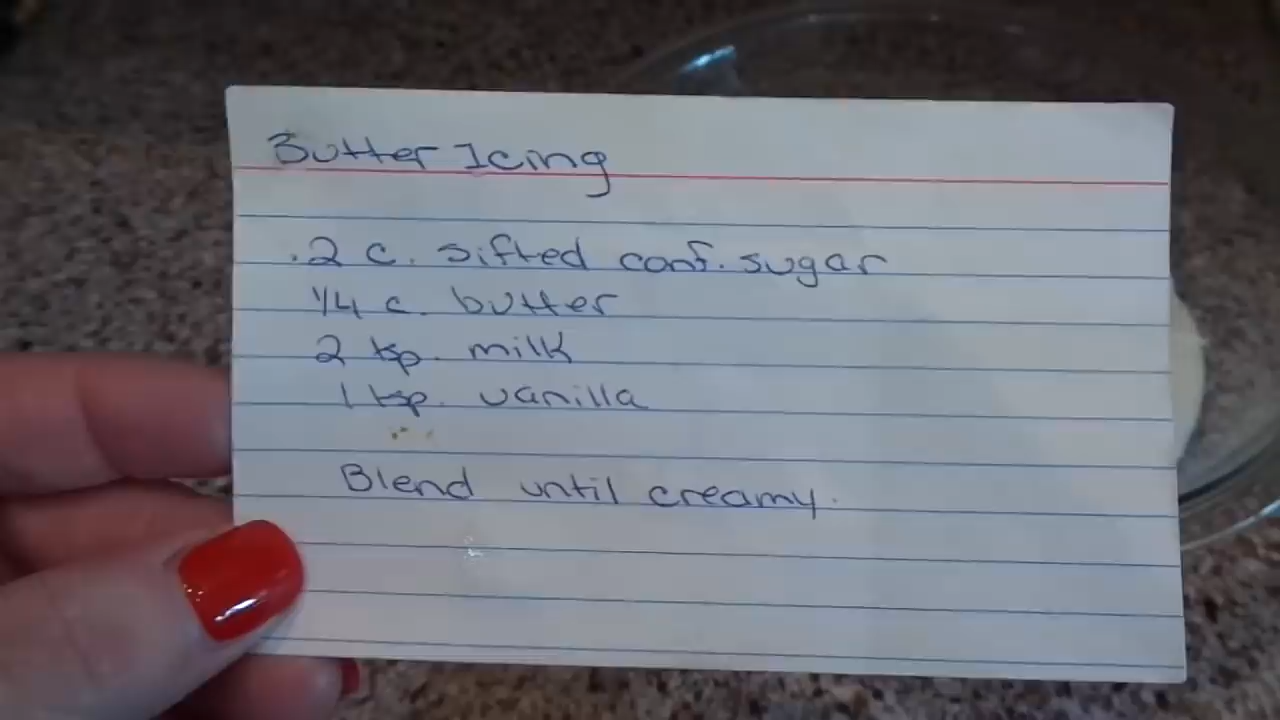 Butter Icing
2 c. sifted conf. sugar
1/4 c. butter
2 tsp. milk
1 tsp. vanilla
Blend until creamy.